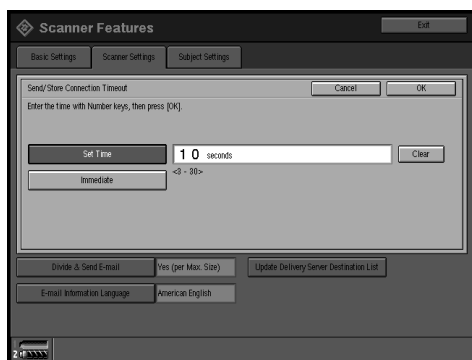 Scanner Features
Exit
Basic Settings
Scanner Settings
Subject Settings
Send/Store Connection Timeout
Cancel
OK
Enter the time with Number keys, then press [OK].
Set Time
10 seconds
Clear
Immediate
<3 - 30>
Divide & Send E-mail
Yes (per Max. Size)
Update Delivery Server Destination List
E-mail Information Language
American English
2